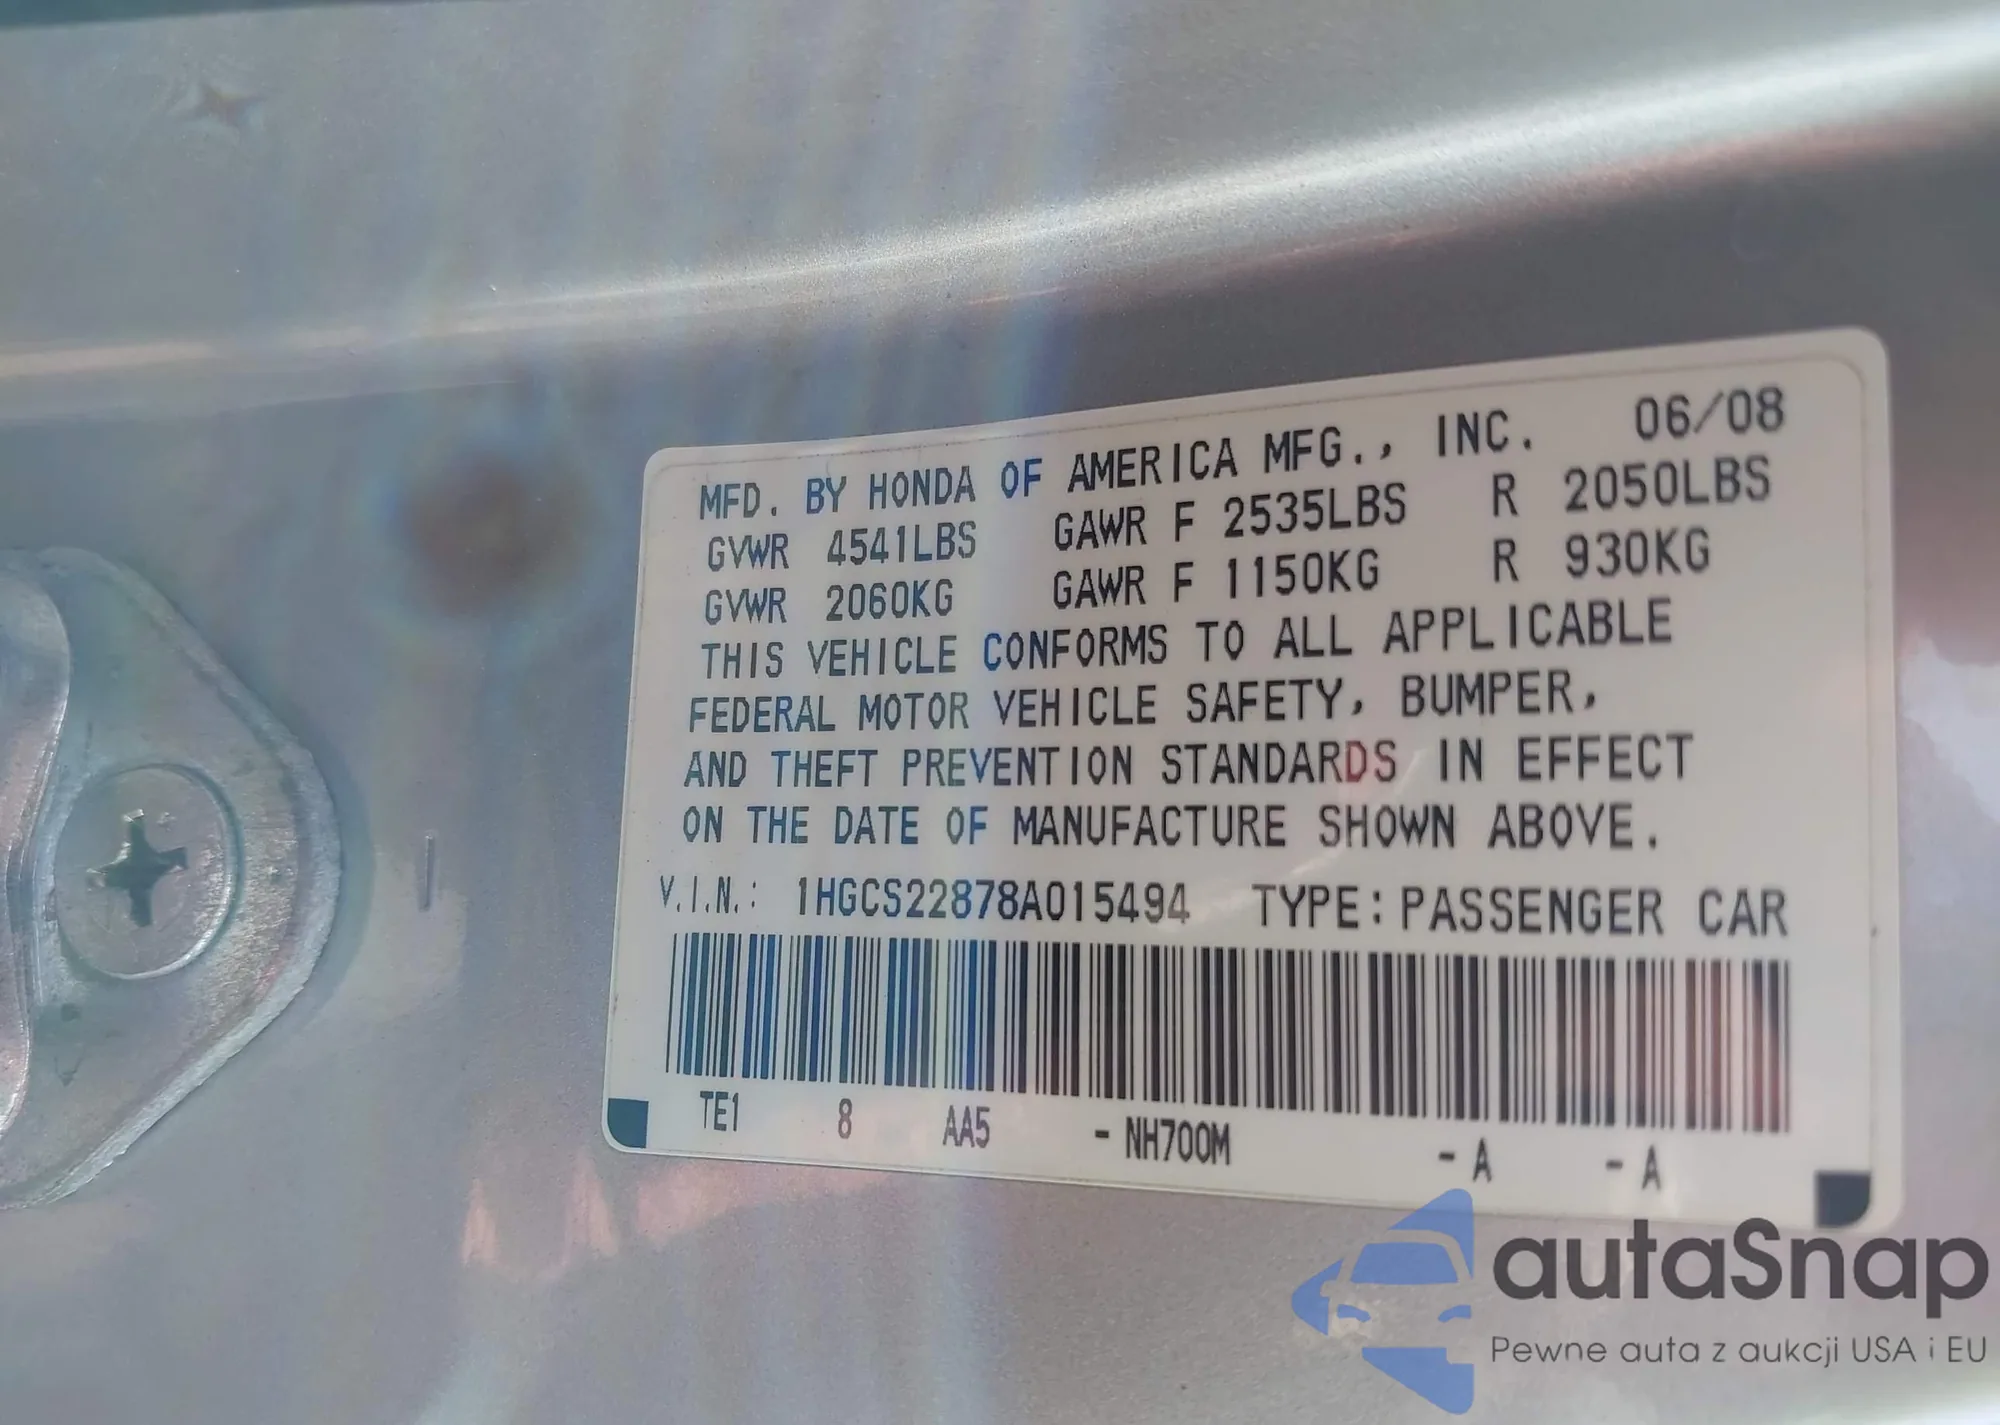 MFD. BY HONDA OF AMERICA MFG., INC. 06/08
GVWR 4541LBS GAWR F 2535LBS R 2050LBS
GVWR 2060KG GAWR F 1150KG R 930KG
THIS VEHICLE CONFORMS TO ALL APPLICABLE
FEDERAL MOTOR VEHICLE SAFETY, BUMPER,
AND THEFT PREVENTION STANDARDS IN EFFECT
ON THE DATE OF MANUFACTURE SHOWN ABOVE.
V.I.N.: 1HGCS22878A015494 TYPE: PASSENGER CAR
TE1 8 AA5 - NH700M - A - A
autaSnap
Pewne auta z aukcji USA i EU